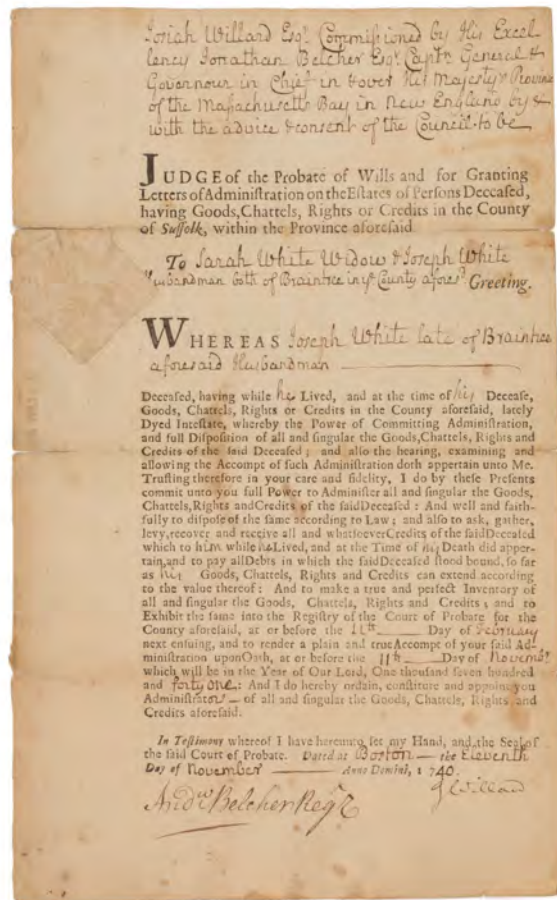 Josiah Willard Esqr. Commissioned by His Excel
lency Jonathan Belcher Esqr. Captn. General &
Governour in Chief in & over His Majestys Province
of the Massachusetts Bay in New England by &
with the advice & consent of the Council to be
JUDGE of the Probate of Wills and for Granting
Letters of Administration on the Estates of Persons Deceased,
having Goods, Chattels, Rights or Credits in the County
of Suffolk, within the Province aforesaid
To Sarah White Widow & Joseph White
Husbandman both of Braintree in ye. County aforesd. Greeting.
WHEREAS Joseph White late of Braintree
aforesaid Husbandman
Deceased, having while he Lived, and at the time of his Decease,
Goods, Chattels, Rights or Credits in the County aforesaid, lately
Dyed Intestate, whereby the Power of Committing Administration,
and full Disposition of all and singular the Goods, Chattels, Rights and
Credits of the said Deceased; and also the hearing, examining and
allowing the Accompt of such Administration doth appertain unto Me.
Trusting therefore in your care and fidelity, I do by these Presents
commit unto you full Power to Administer all and singular the Goods,
Chattels, Rights and Credits of the said Deceased: And well and faith-
fully to dispose of the same according to Law; and also to ask, gather,
levy, recover and receive all and whatsoever Credits of the said Deceased
which to him while he Lived, and at the Time of his Death did apper-
tain, and to pay all Debts in which the said Deceased stood bound, so far
as his Goods, Chattels, Rights and Credits can extend according
to the value thereof: And to make a true and perfect Inventory of
all and singular the Goods, Chattels, Rights and Credits; and to
Exhibit the same into the Registry of the Court of Probate for the
County aforesaid, at or before the 11th Day of February
next ensuing, and to render a plain and true Accompt of your said Ad-
ministration upon Oath, at or before the 11th Day of November
which will be in the Year of Our Lord, One thousand seven hundred
and forty one: And I do hereby ordain, constitute and appoint you
Administrators of all and singular the Goods, Chattels, Rights and
Credits aforesaid.
In Testimony whereof I have hereunto set my Hand, and the Seal of
the said Court of Probate. Dated at Boston the Eleventh
Day of November Anno Domini, 1740.
J Willard
Andw Belcher Regr